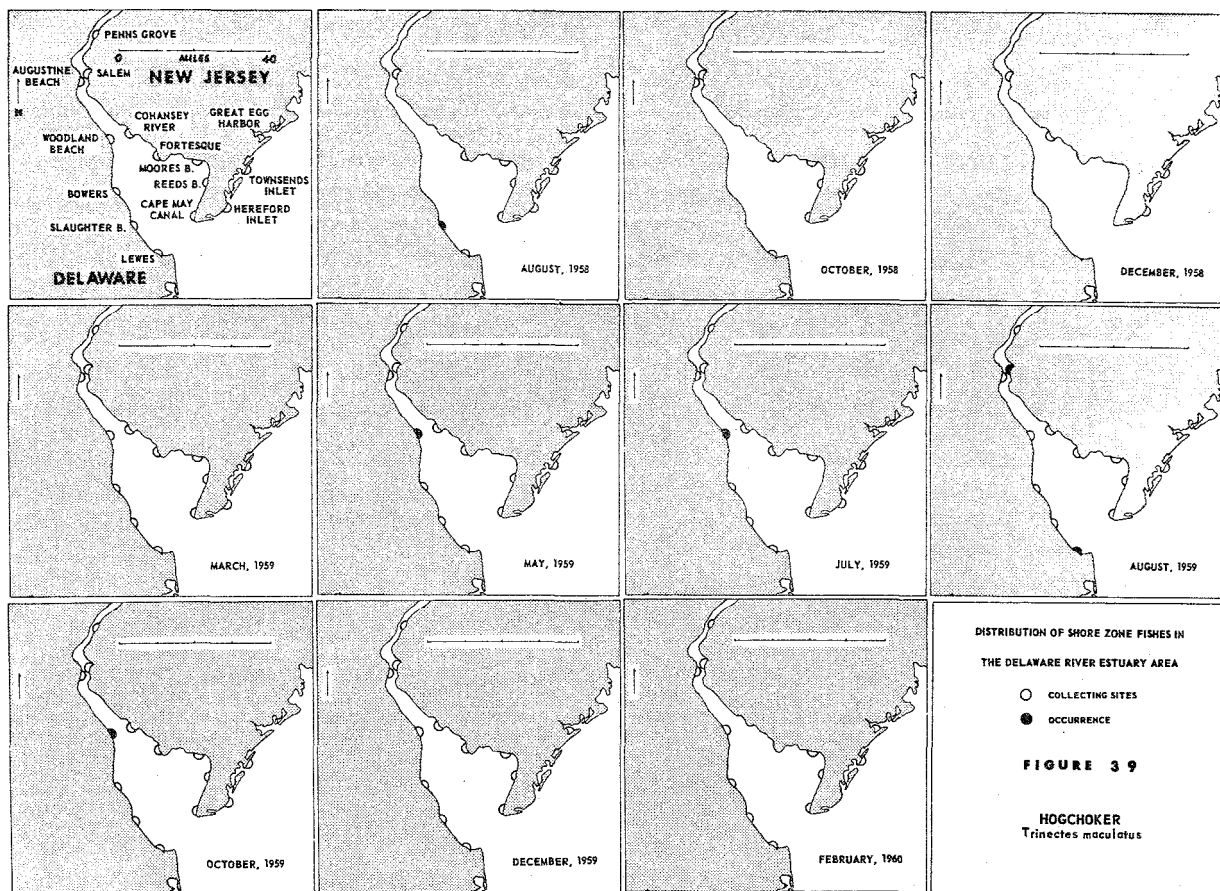 PENNS GROVE
0 MILES 40
AUGUSTINE BEACH
SALEM
NEW JERSEY
N
COHANSEY RIVER
GREAT EGG HARBOR
WOODLAND BEACH
FORTESQUE
MOORES B.
REEDS B.
TOWNSENDS INLET
BOWERS
CAPE MAY CANAL
HEREFORD INLET
SLAUGHTER B.
LEWES
DELAWARE
AUGUST, 1958
OCTOBER, 1958
DECEMBER, 1958
MARCH, 1959
MAY, 1959
JULY, 1959
AUGUST, 1959
OCTOBER, 1959
DECEMBER, 1959
FEBRUARY, 1960
DISTRIBUTION OF SHORE ZONE FISHES IN
THE DELAWARE RIVER ESTUARY AREA
COLLECTING SITES
OCCURRENCE
FIGURE 39
HOGCHOKER
Trinectes maculatus